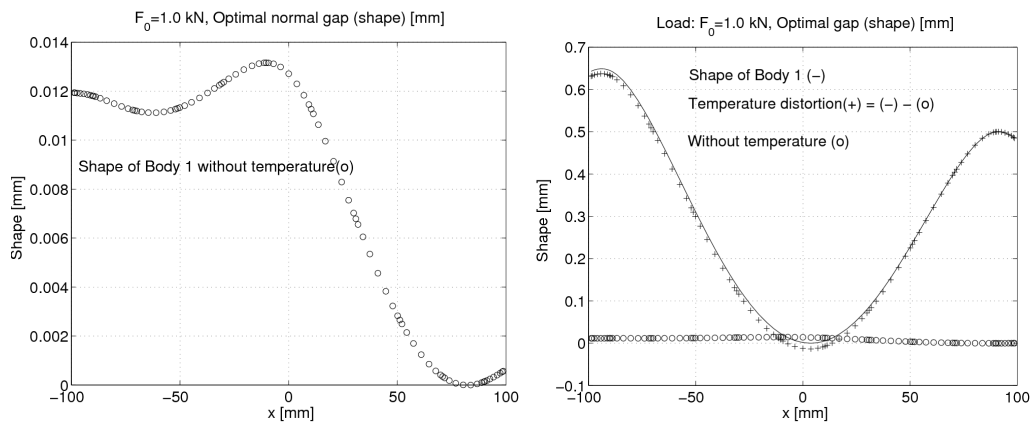 F₀=1.0 kN, Optimal normal gap (shape) [mm]
0.014
0.012
0.01
0.008
0.006
0.004
0.002
0
Shape [mm]
Shape of Body 1 without temperature(o)
−100
−50
0
50
100
x [mm]
Load: F₀=1.0 kN, Optimal gap (shape) [mm]
0.7
0.6
0.5
0.4
0.3
0.2
0.1
0
−0.1
Shape [mm]
Shape of Body 1 (−)
Temperature distortion(+) = (−) − (o)
Without temperature (o)
−100
−50
0
50
100
x [mm]